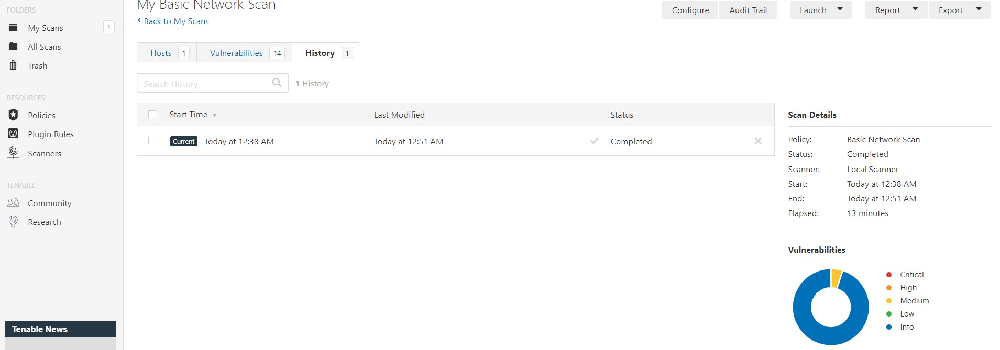 FOLDERS
My Scans 1
All Scans
Trash
RESOURCES
Policies
Plugin Rules
Scanners
TENABLE
Community
Research
Tenable News
My Basic Network Scan
Back to My Scans
Configure Audit Trail Launch Report Export
Hosts 1 Vulnerabilities 14 History 1
Search History 1 History
Start Time Last Modified Status
Current Today at 12:38 AM Today at 12:51 AM Completed
Scan Details
Policy: Basic Network Scan
Status: Completed
Scanner: Local Scanner
Start: Today at 12:38 AM
End: Today at 12:51 AM
Elapsed: 13 minutes
Vulnerabilities
Critical
High
Medium
Low
Info